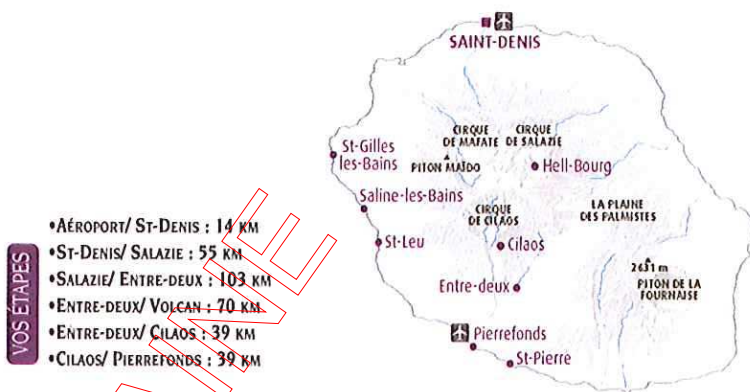 SAINT-DENIS
CIRQUE
DE MAFATE
CIRQUE
DE SALAZIE
St-Gilles
les-Bains
PITON MAÏDO
Hell-Bourg
Saline-les-Bains
CIRQUE
DE CILAOS
LA PLAINE
DES PALMISTES
St-Leu
Cilaos
2631 m
PITON DE LA
FOURNAISE
Entre-deux
Pierrefonds
St-Pierre
VOS ÉTAPES
•AÉROPORT/ ST-DENIS : 14 KM
•ST-DENIS/ SALAZIE : 55 KM
•SALAZIE/ ENTRE-DEUX : 103 KM
•ENTRE-DEUX/ VOLCAN : 70 KM
•ENTRE-DEUX/ CILAOS : 39 KM
•CILAOS/ PIERREFONDS : 39 KM